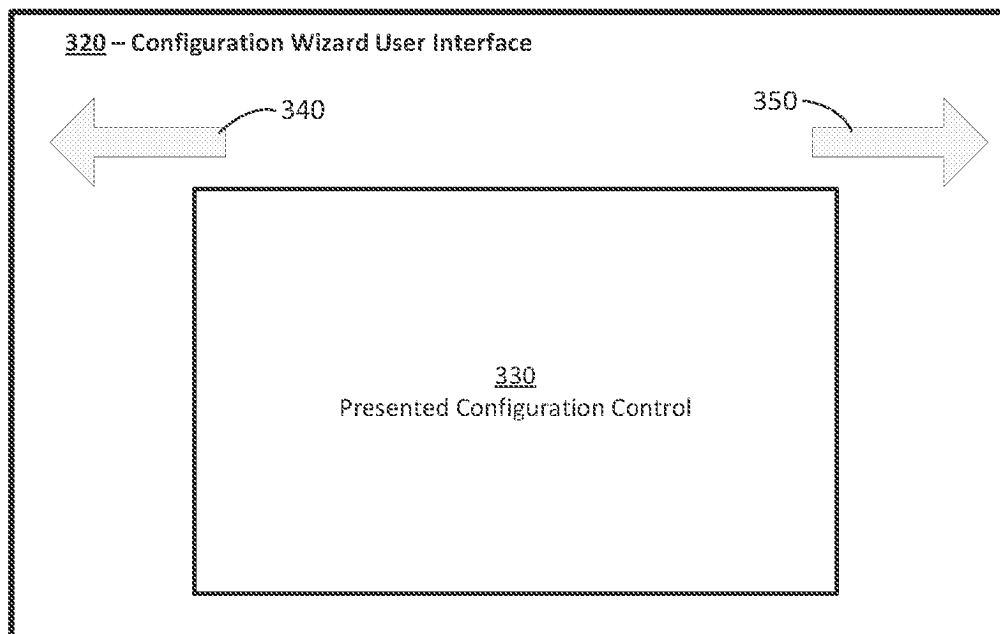 320 – Configuration Wizard User Interface
340
350
330
Presented Configuration Control